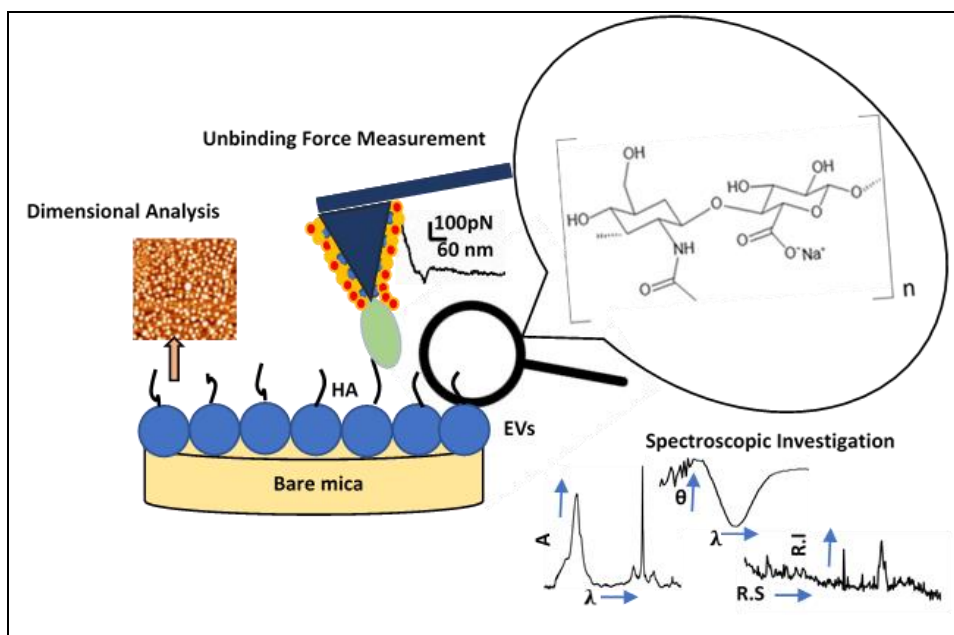 Unbinding Force Measurement
Dimensional Analysis
100pN
60 nm
HA
EVs
Bare mica
OH
HO
O
NH
O
HO
OH
O
O
O
O⁻Na⁺
n
Spectroscopic Investigation
A
λ
θ
λ
R.I
R.S